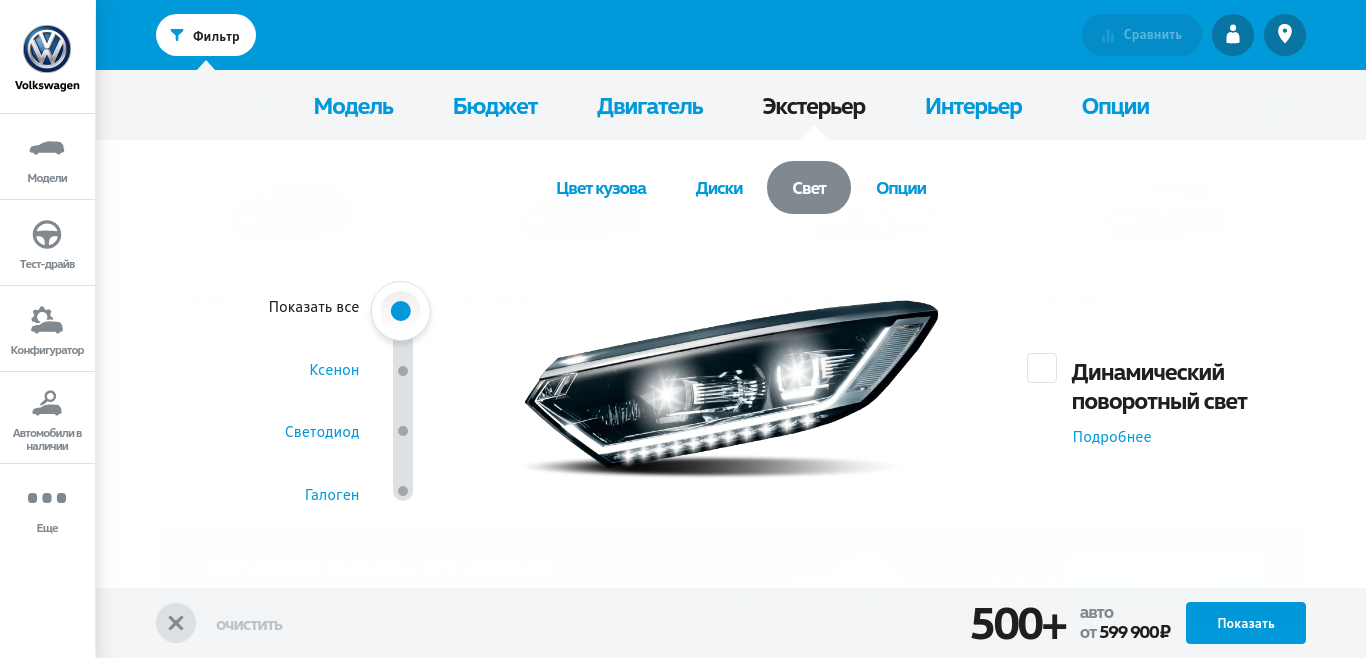 Volkswagen
Модели
Тест-драйв
Конфигуратор
Автомобили в
наличии
Еще
Фильтр
Сравнить
Модель Бюджет Двигатель Экстерьер Интерьер Опции
Цвет кузова Диски Свет Опции
Показать все
Ксенон
Светодиод
Галоген
Динамический
поворотный свет
Подробнее
ОЧИСТИТЬ
500+
авто
от 599 900₽
Показать